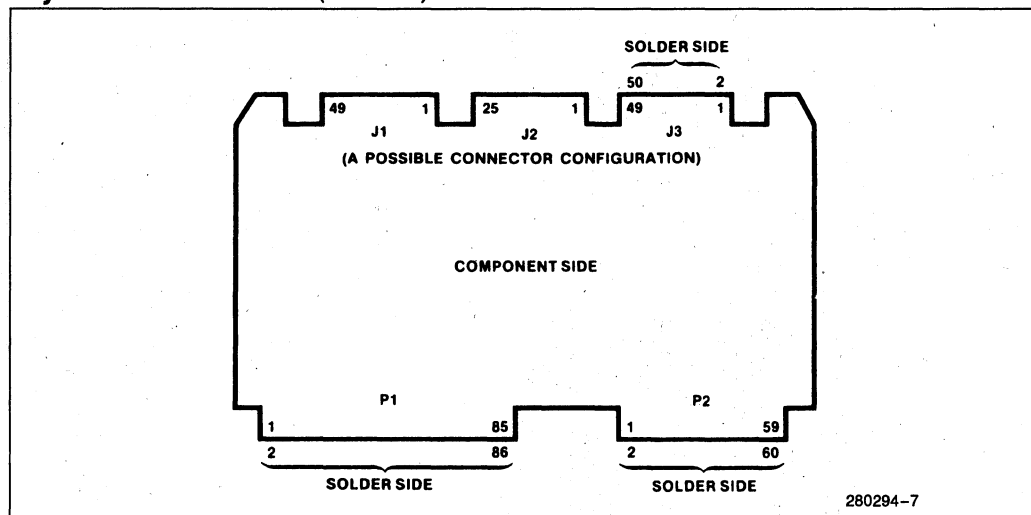 SOLDER SIDE
50 2
49 1 25 1 49 1
J1 J2 J3
(A POSSIBLE CONNECTOR CONFIGURATION)
COMPONENT SIDE
P1 P2
1 85 1 59
2 86 2 60
SOLDER SIDE SOLDER SIDE
280294-7